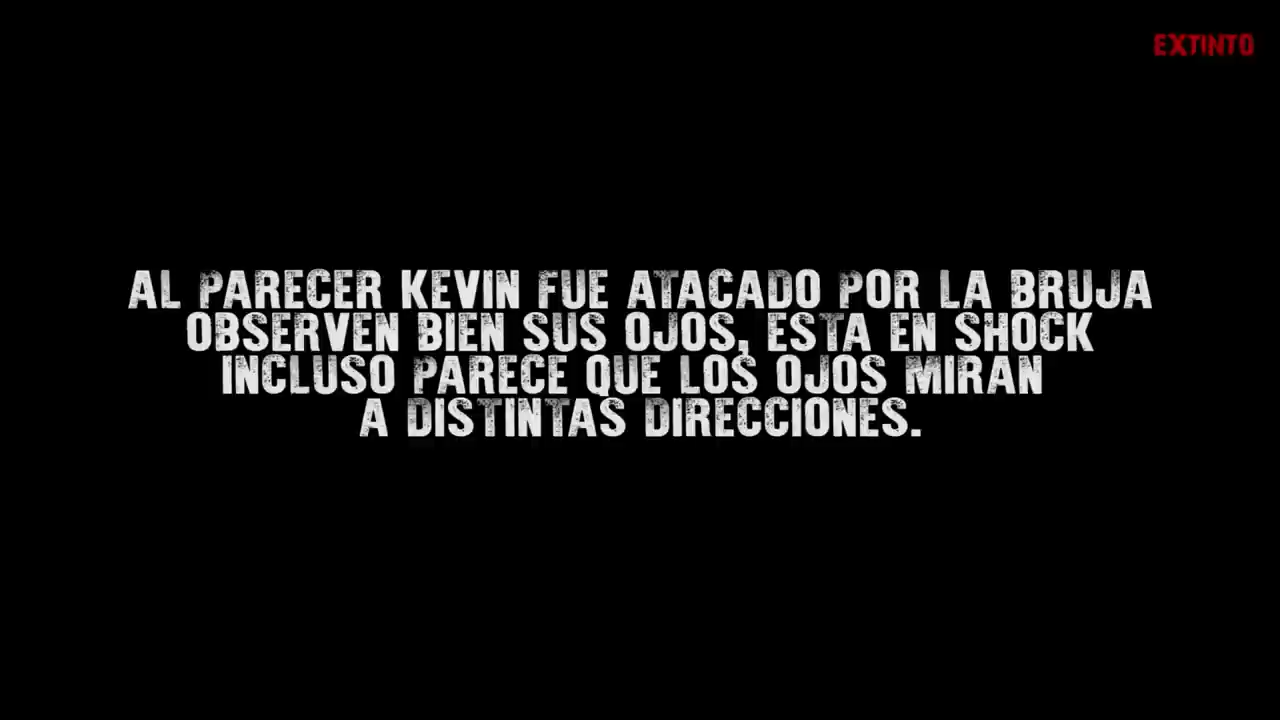 EXTINTO
AL PARECER KEVIN FUE ATACADO POR LA BRUJA
OBSERVEN BIEN SUS OJOS, ESTA EN SHOCK
INCLUSO PARECE QUE LOS OJOS MIRAN
A DISTINTAS DIRECCIONES.